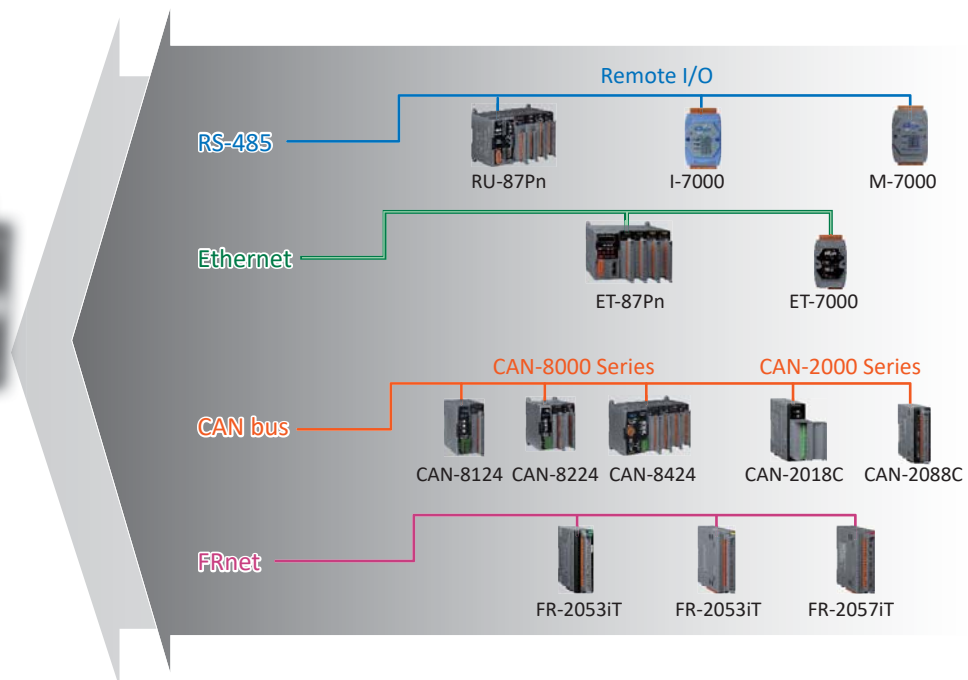 Remote I/O
RS-485
RU-87Pn I-7000 M-7000
Ethernet
ET-87Pn ET-7000
CAN-8000 Series CAN-2000 Series
CAN bus
CAN-8124 CAN-8224 CAN-8424 CAN-2018C CAN-2088C
FRnet
FR-2053iT FR-2053iT FR-2057iT